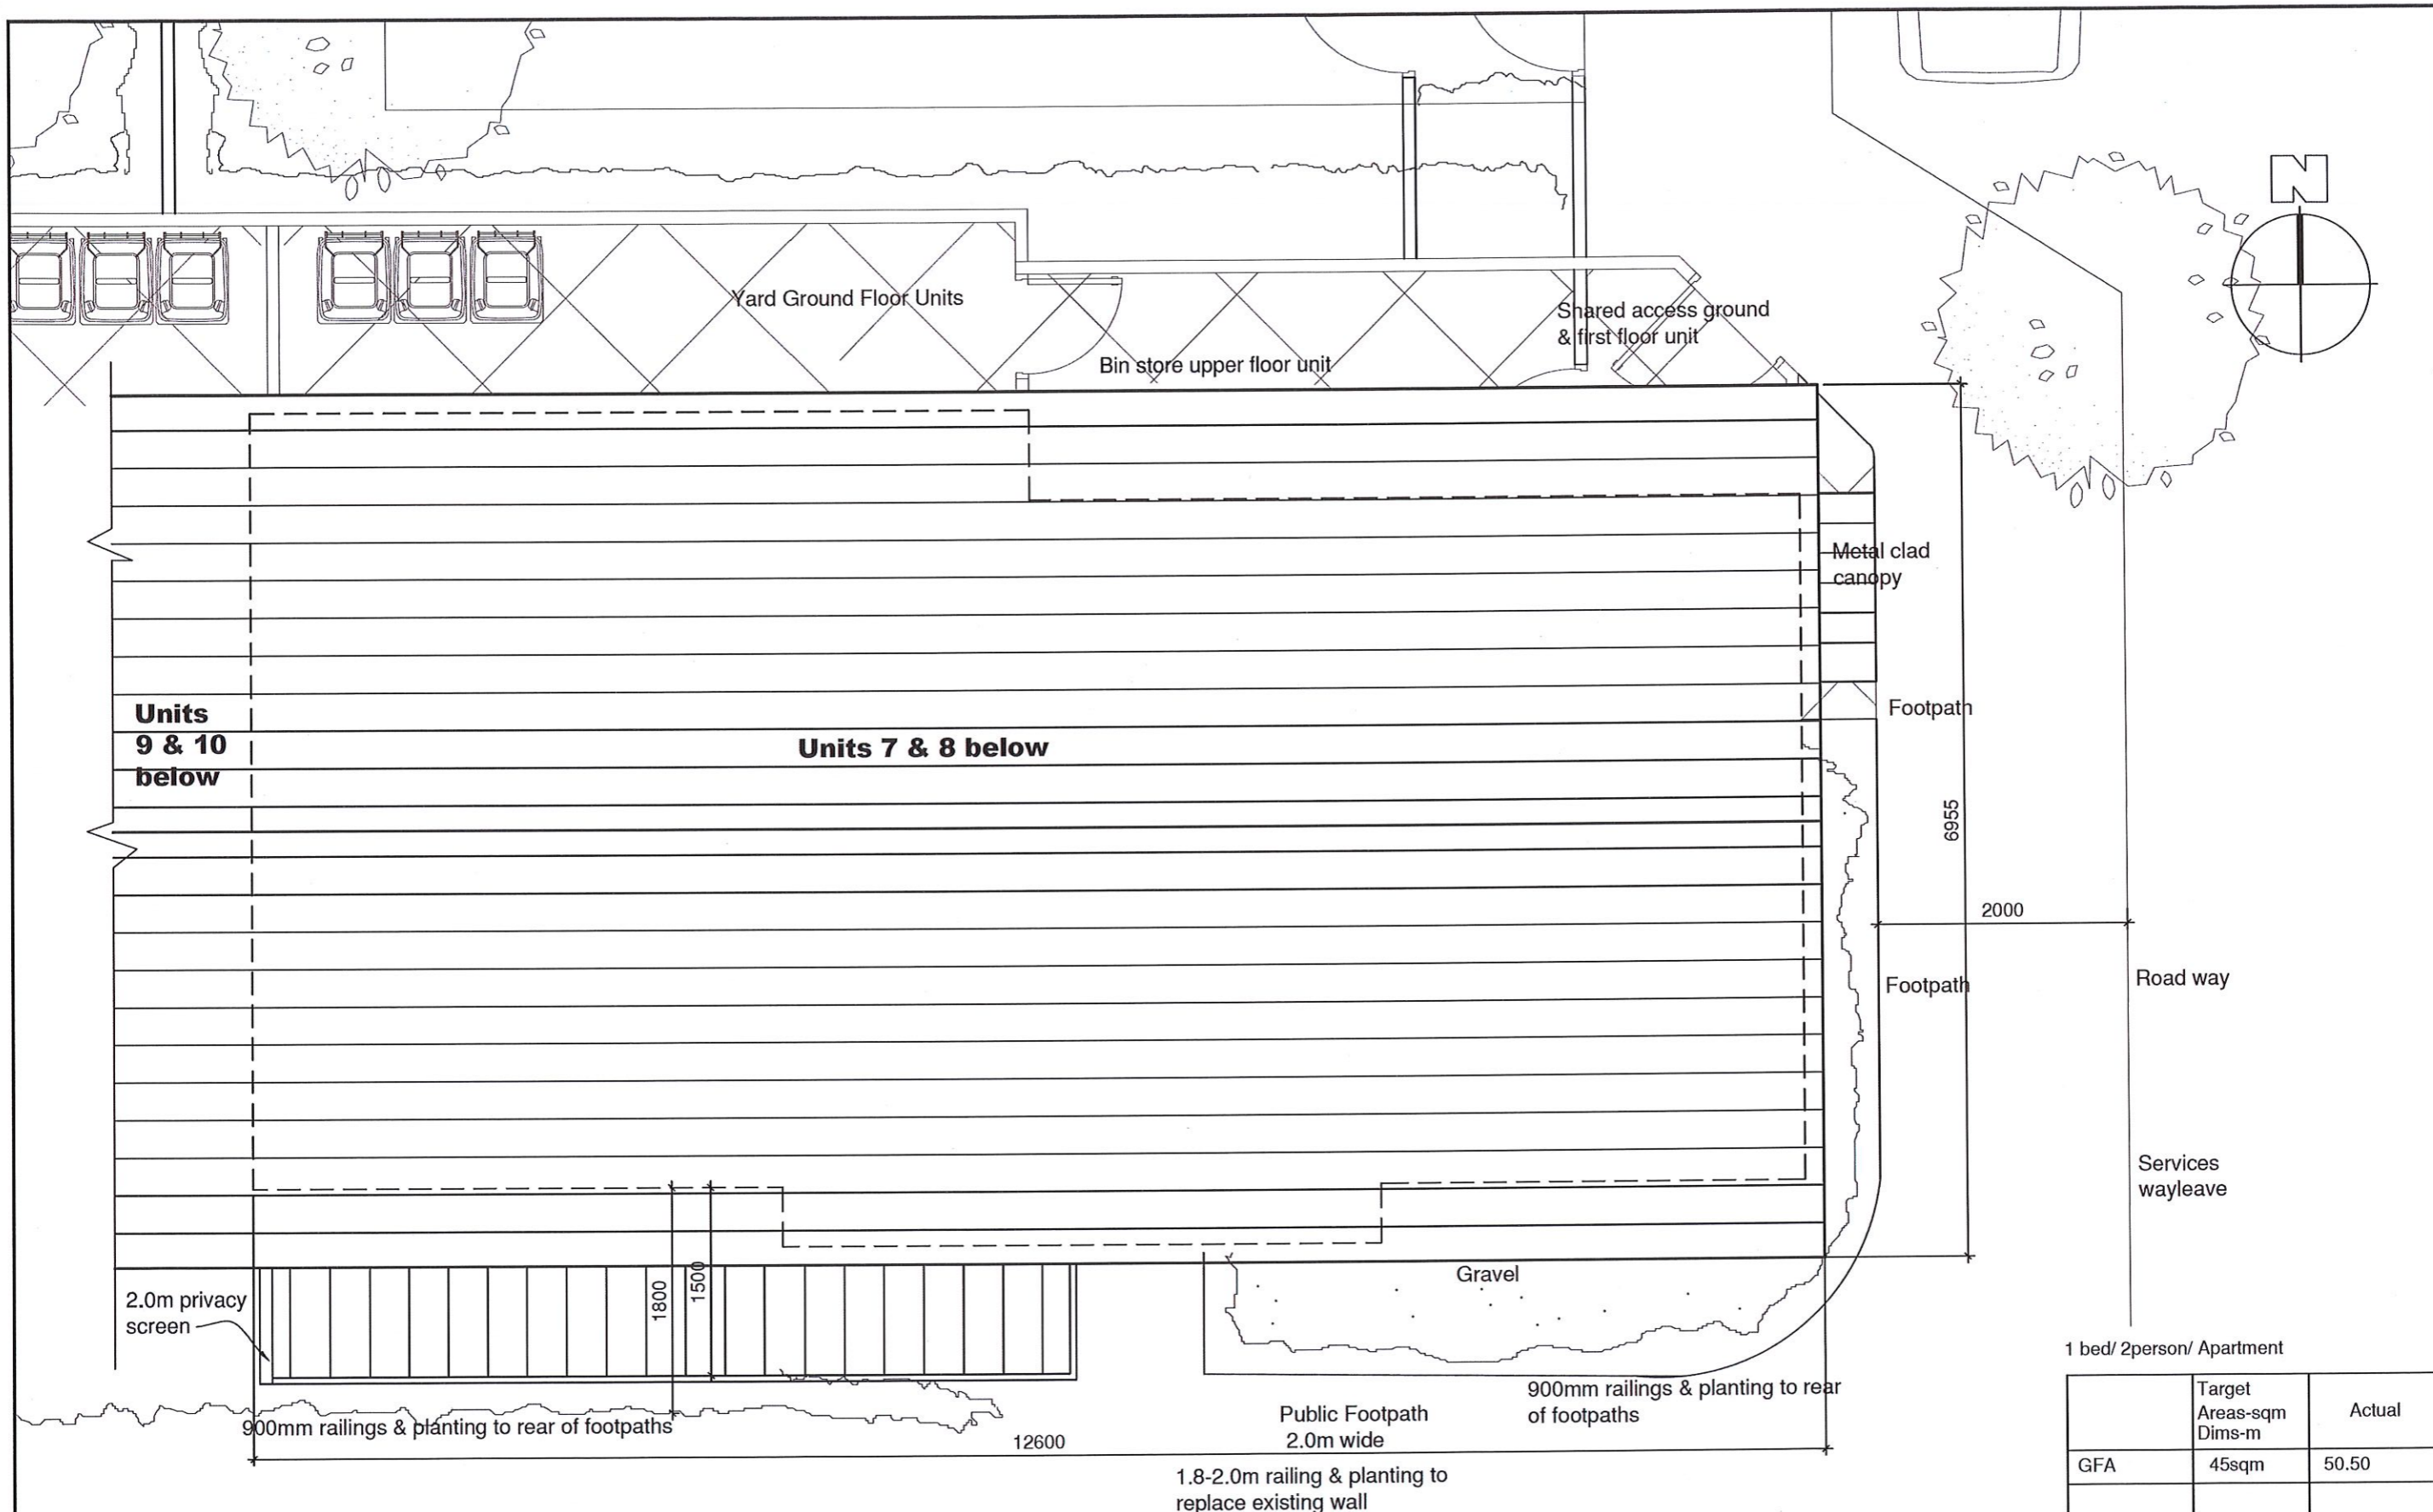 N
Yard Ground Floor Units
Shared access ground
& first floor unit
Bin store upper floor unit
Metal clad
canopy
Footpath
Units
9 & 10
below
Units 7 & 8 below
6955
2000
Footpath
Road way
Services
wayleave
2.0m privacy
screen
1800
1500
Gravel
900mm railings & planting to rear of footpaths
Public Footpath
2.0m wide
900mm railings & planting to rear
of footpaths
12600
1.8-2.0m railing & planting to
replace existing wall
1 bed/ 2person/ Apartment
Target
Areas-sqm
Dims-m
Actual
GFA
45sqm
50.50